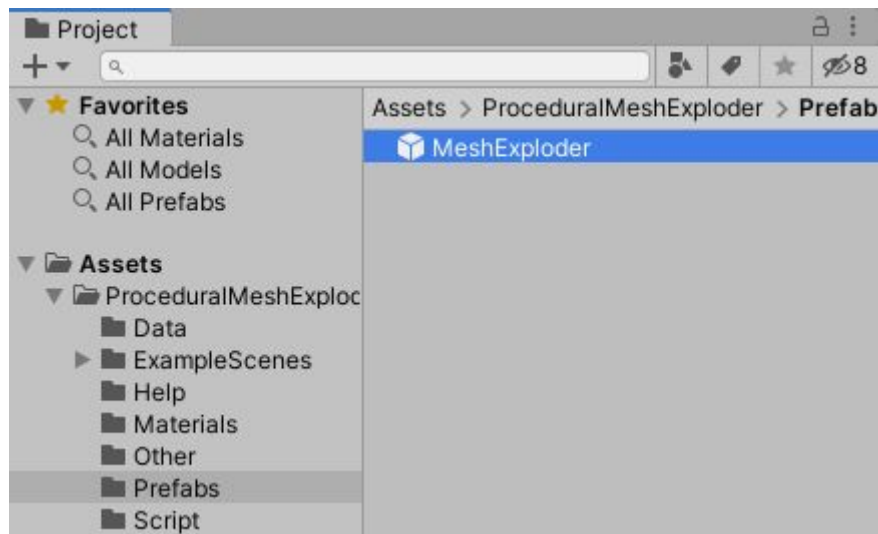 Project
8
Favorites
All Materials
All Models
All Prefabs
Assets
ProceduralMeshExploc
Data
ExampleScenes
Help
Materials
Other
Prefabs
Script
Assets > ProceduralMeshExploder > Prefab
MeshExploder